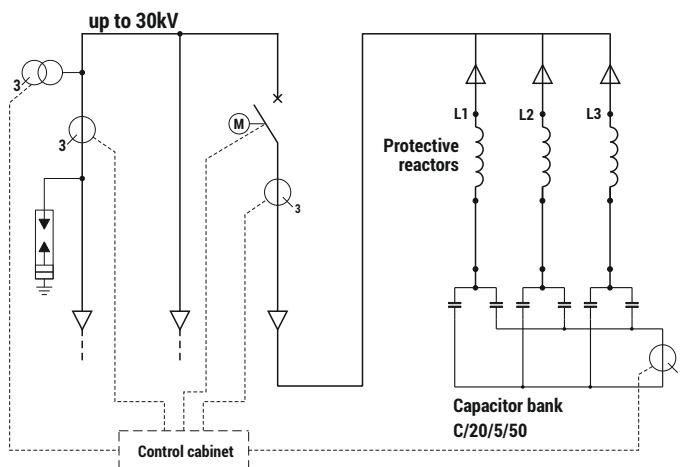 up to 30kV
3
3
M
3
L1
L2
L3
Protective
reactors
Capacitor bank
C/20/5/50
Control cabinet